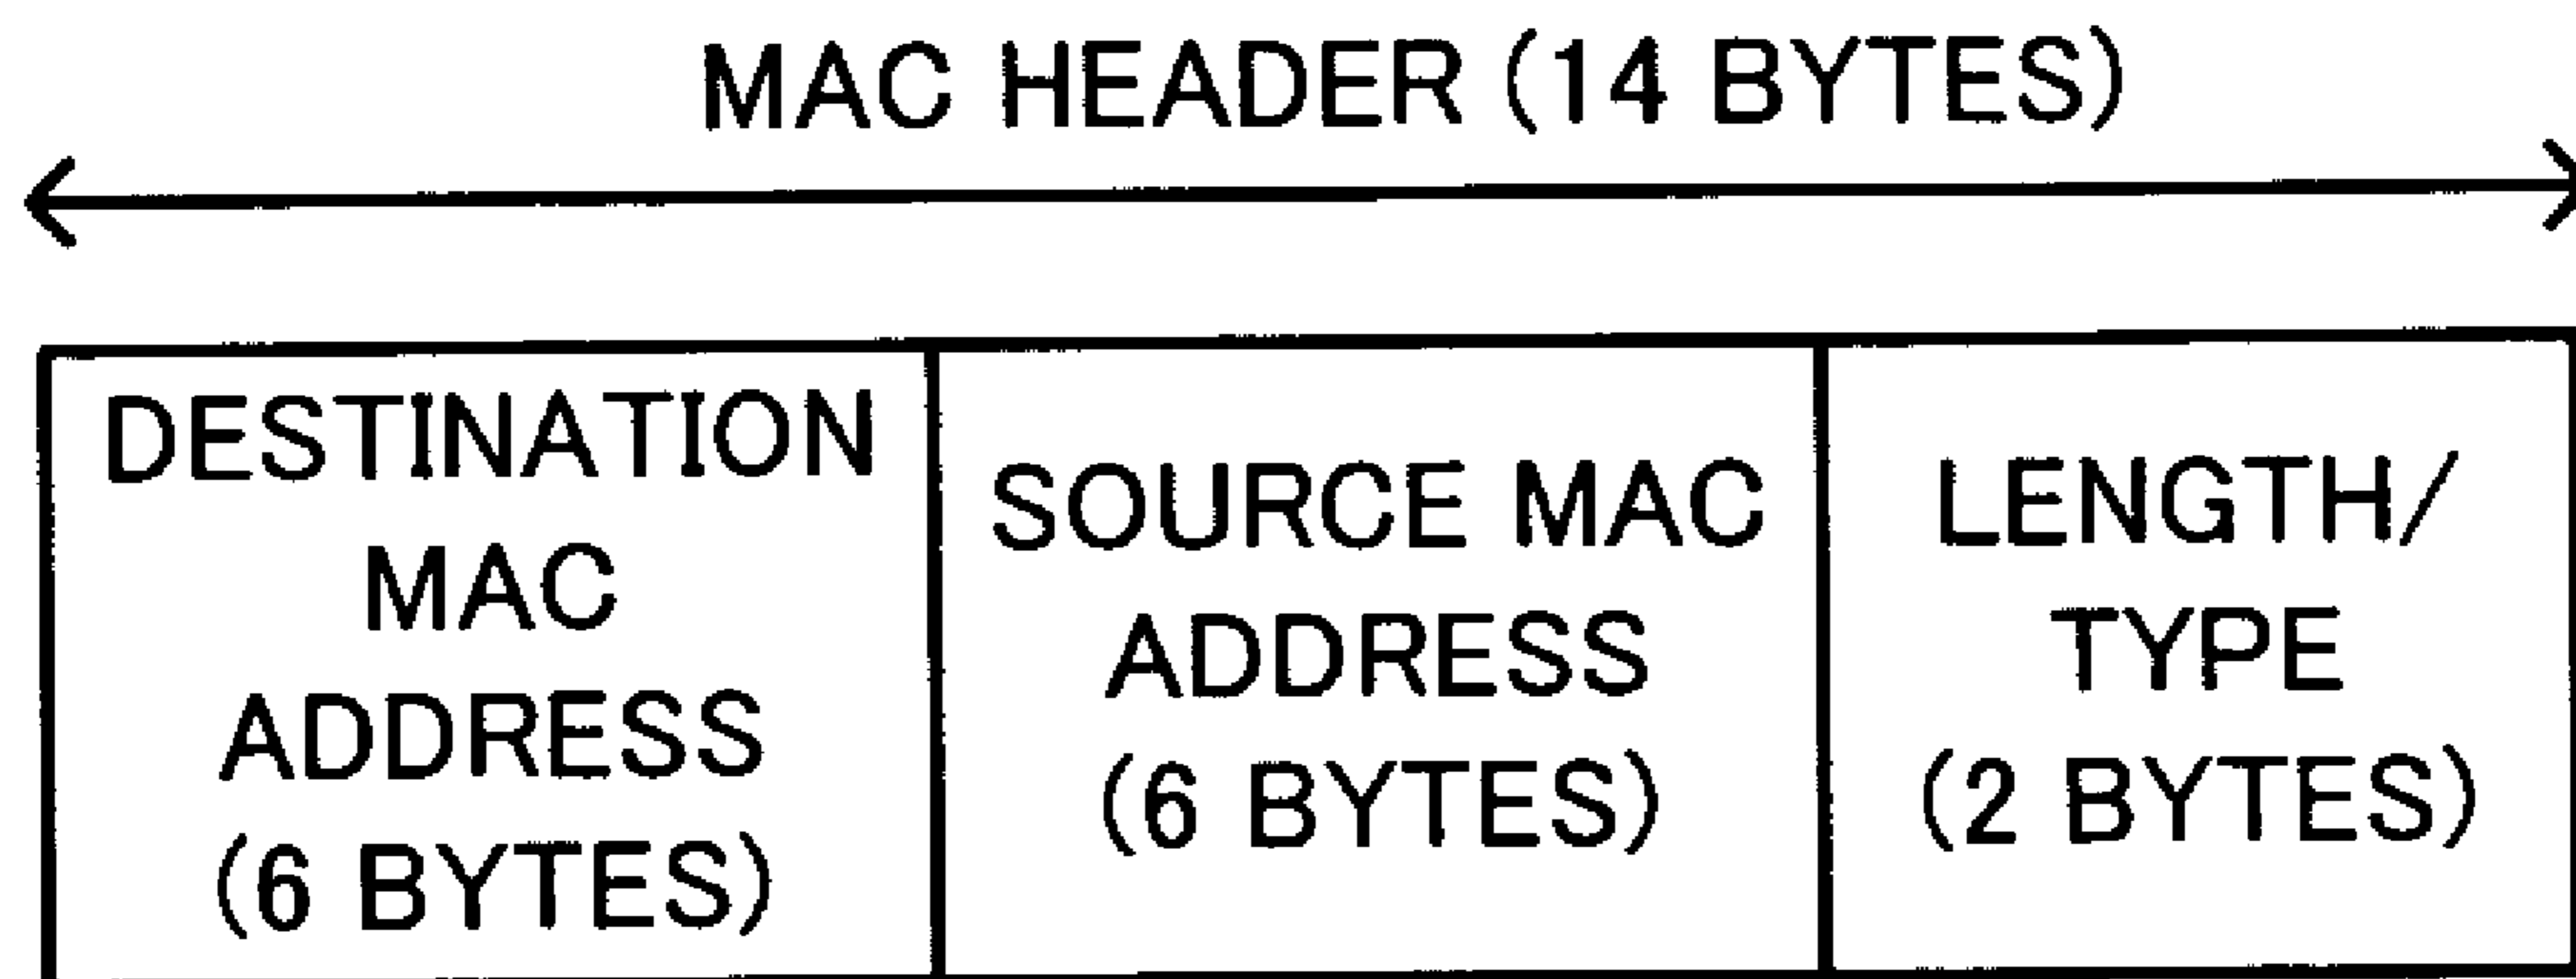 MAC HEADER (14 BYTES)
DESTINATION
MAC
ADDRESS
(6 BYTES)
SOURCE MAC
ADDRESS
(6 BYTES)
LENGTH/
TYPE
(2 BYTES)